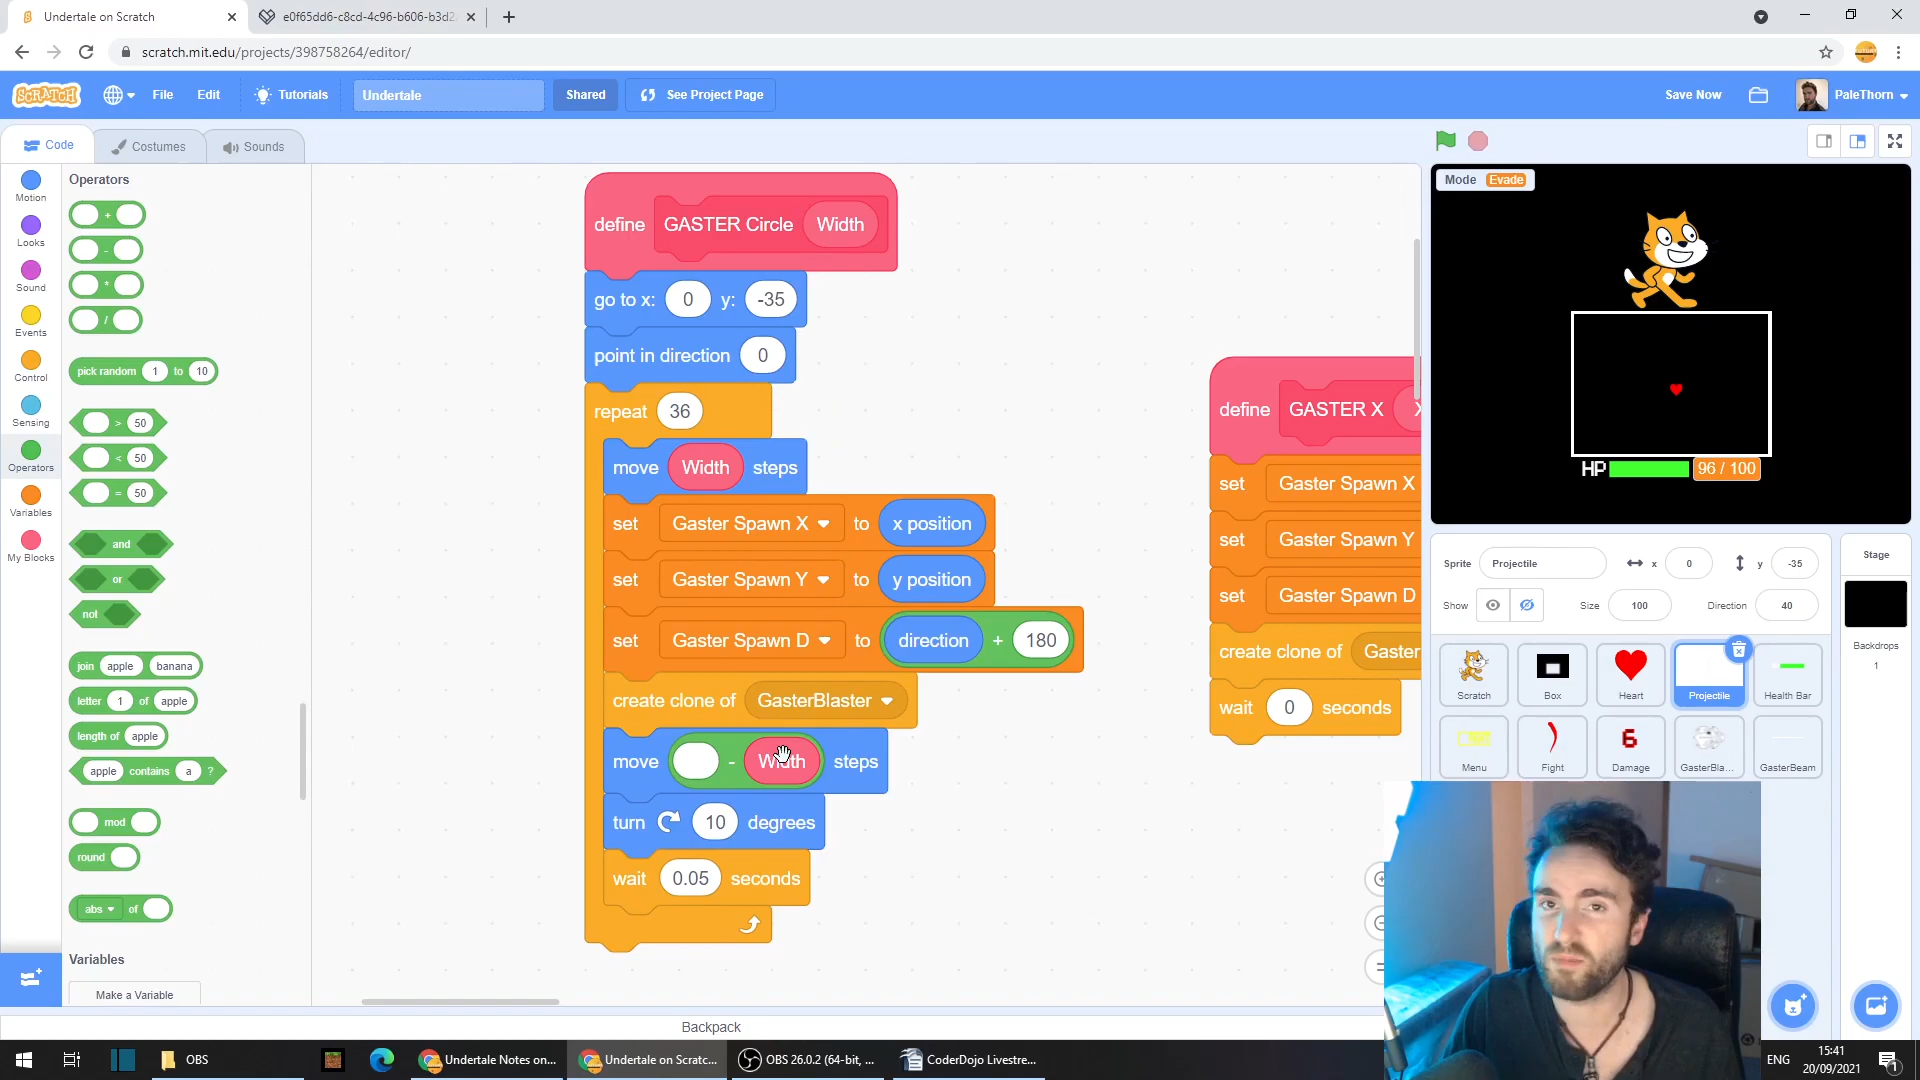 Undertale on Scratch
e0f65dd6-c8cd-4c96-b606-b3d2
scratch.mit.edu/projects/398758264/editor/
SCRATCH
File
Edit
Tutorials
Undertale
Shared
See Project Page
Save Now
PaleThorn
Code
Costumes
Sounds
Motion
Looks
Sound
Events
Control
Sensing
Operators
Variables
My Blocks
Operators
+
-
*
/
pick random 1 to 10
> 50
< 50
= 50
and
or
not
join apple banana
letter 1 of apple
length of apple
apple contains a ?
mod
round
abs of
Variables
Make a Variable
define GASTER Circle Width
go to x: 0 y: -35
point in direction 0
repeat 36
move Width steps
set Gaster Spawn X to x position
set Gaster Spawn Y to y position
set Gaster Spawn D to direction + 180
create clone of GasterBlaster
move - Width steps
turn 10 degrees
wait 0.05 seconds
define GASTER X X
set Gaster Spawn X
set Gaster Spawn Y
set Gaster Spawn D
create clone of Gaster
wait 0 seconds
Mode Evade
HP 96 / 100
Sprite Projectile x 0 y -35
Show Size 100 Direction 40
Scratch
Box
Heart
Projectile
Health Bar
Menu
Fight
6
Damage
GasterBla...
GasterBeam
Stage
Backdrops
1
Backpack
OBS
Undertale Notes on...
Undertale on Scratc...
OBS 26.0.2 (64-bit, ...
CoderDojo Livestre...
ENG
15:41
20/09/2021
1